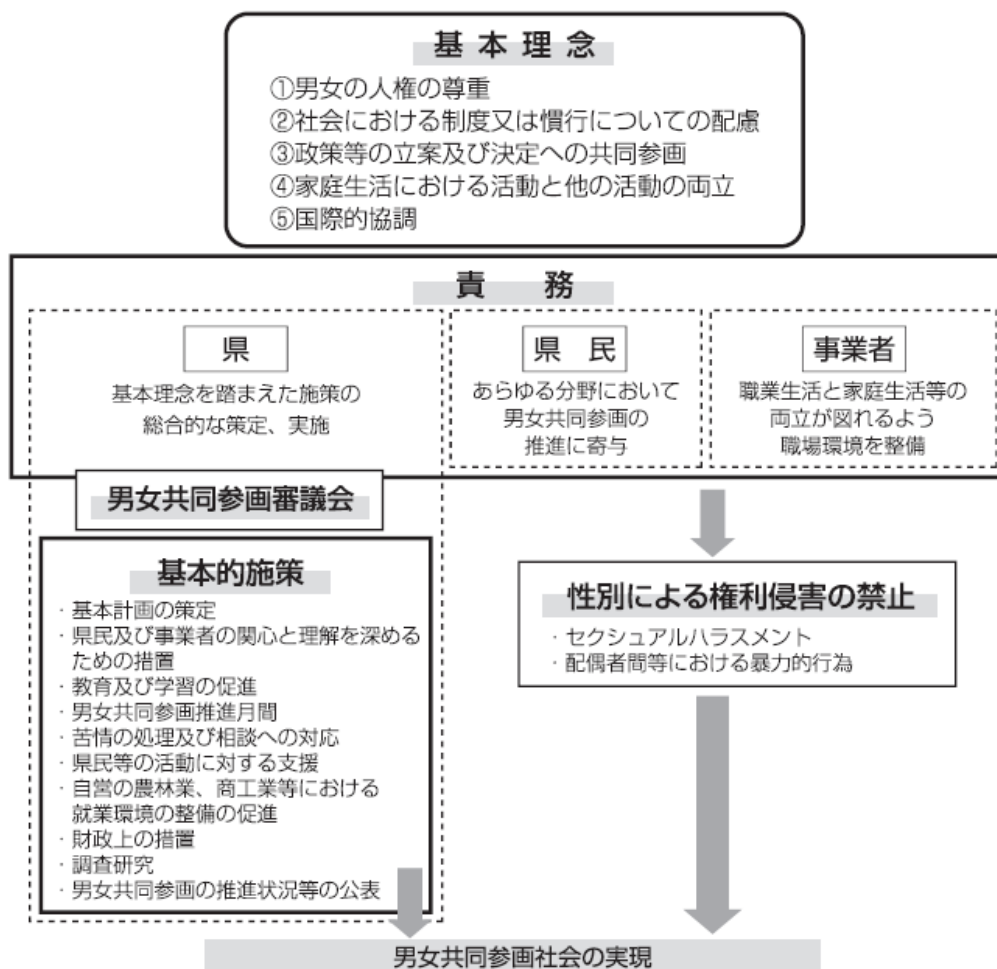 基本理念
①男女の人権の尊重
②社会における制度又は慣行についての配慮
③政策等の立案及び決定への共同参画
④家庭生活における活動と他の活動の両立
⑤国際的協調
責務
県
基本理念を踏まえた施策の
総合的な策定、実施
県民
あらゆる分野において
男女共同参画の
推進に寄与
事業者
職業生活と家庭生活等の
両立が図れるよう
職場環境を整備
男女共同参画審議会
基本的施策
・基本計画の策定
・県民及び事業者の関心と理解を深める
ための措置
・教育及び学習の促進
・男女共同参画推進月間
・苦情の処理及び相談への対応
・県民等の活動に対する支援
・自営の農林業、商工業等における
就業環境の整備の促進
・財政上の措置
・調査研究
・男女共同参画の推進状況等の公表
性別による権利侵害の禁止
・セクシュアルハラスメント
・配偶者間等における暴力的行為
男女共同参画社会の実現